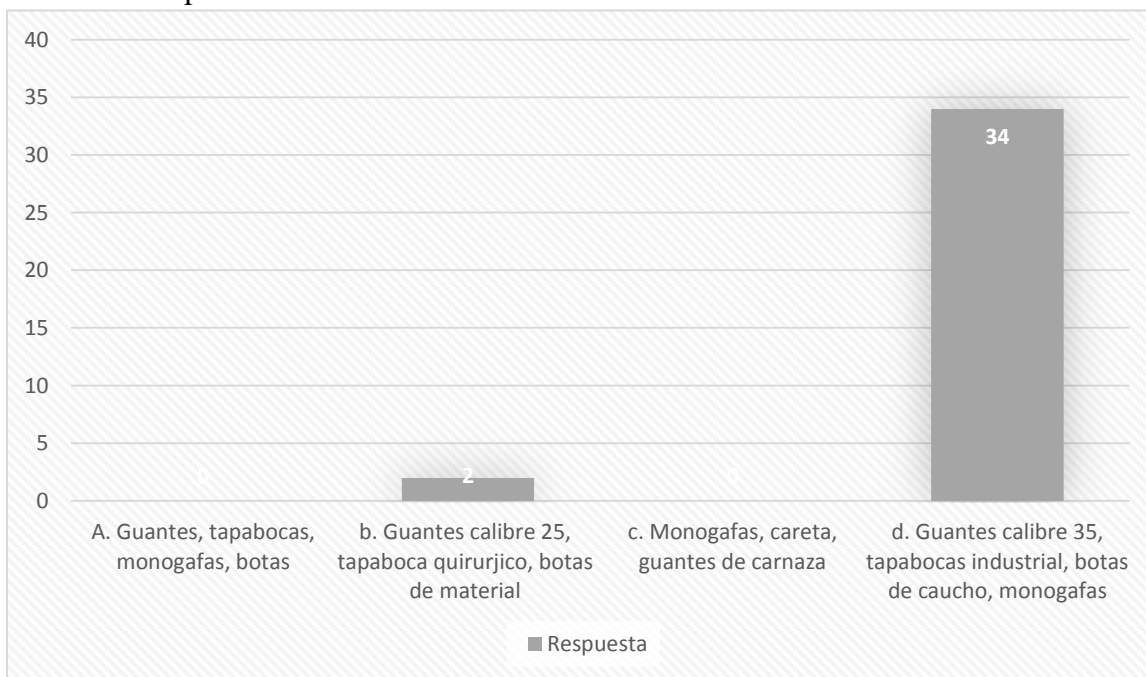 40
35
30
25
20
15
10
5
0
34
2
A. Guantes, tapabocas,
monogafas, botas
b. Guantes calibre 25,
tapaboca quirurjico, botas
de material
c. Monogafas, careta,
guantes de carnaza
d. Guantes calibre 35,
tapabocas industrial, botas
de caucho, monogafas
Respuesta